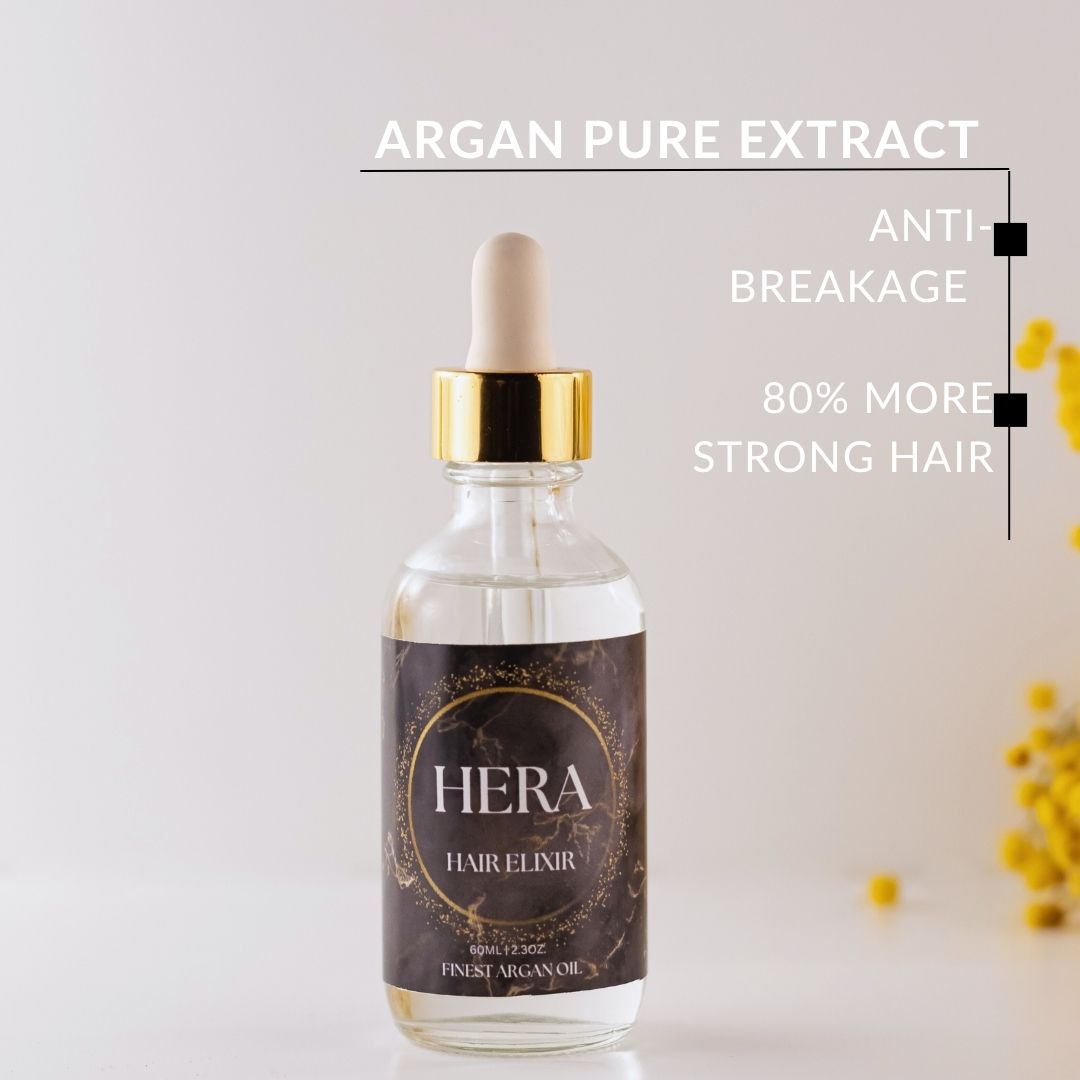 ARGAN PURE EXTRACT
ANTI-
BREAKAGE
80% MORE
STRONG HAIR
HERA
HAIR ELIXIR
60ML | 2.3OZ.
FINEST ARGAN OIL